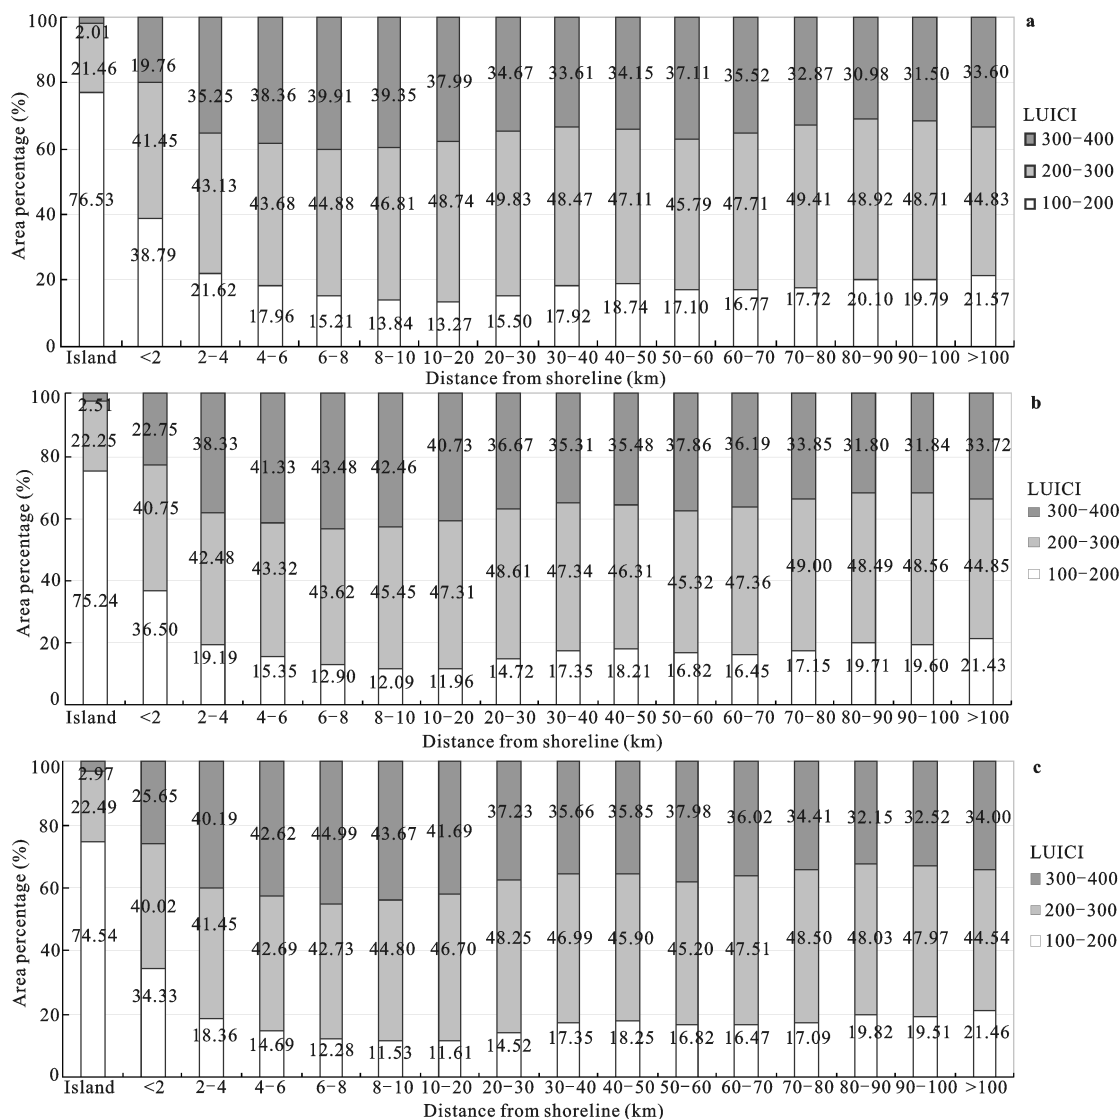 a
100
80
60
40
20
0
Area percentage (%)
2.01 19.76 35.25 38.36 39.91 39.35 37.99 34.67 33.61 34.15 37.11 35.52 32.87 30.98 31.50 33.60
21.46 41.45 43.13 43.68 44.88 46.81 48.74 49.83 48.47 47.11 45.79 47.71 49.41 48.92 48.71 44.83
76.53 38.79 21.62 17.96 15.21 13.84 13.27 15.50 17.92 18.74 17.10 16.77 17.72 20.10 19.79 21.57
Island <2 2−4 4−6 6−8 8−10 10−20 20−30 30−40 40−50 50−60 60−70 70−80 80−90 90−100 >100
Distance from shoreline (km)
LUICI
300−400
200−300
100−200
b
100
80
60
40
20
0
Area percentage (%)
2.51 22.75 38.33 41.33 43.48 42.46 40.73 36.67 35.31 35.48 37.86 36.19 33.85 31.80 31.84 33.72
22.25 40.75 42.48 43.32 43.62 45.45 47.31 48.61 47.34 46.31 45.32 47.36 49.00 48.49 48.56 44.85
75.24 36.50 19.19 15.35 12.90 12.09 11.96 14.72 17.35 18.21 16.82 16.45 17.15 19.71 19.60 21.43
Island <2 2−4 4−6 6−8 8−10 10−20 20−30 30−40 40−50 50−60 60−70 70−80 80−90 90−100 >100
Distance from shoreline (km)
LUICI
300−400
200−300
100−200
c
100
80
60
40
20
0
Area percentage (%)
2.97 25.65 40.19 42.62 44.99 43.67 41.69 37.23 35.66 35.85 37.98 36.02 34.41 32.15 32.52 34.00
22.49 40.02 41.45 42.69 42.73 44.80 46.70 48.25 46.99 45.90 45.20 47.51 48.50 48.03 47.97 44.54
74.54 34.33 18.36 14.69 12.28 11.53 11.61 14.52 17.35 18.25 16.82 16.47 17.09 19.82 19.51 21.46
Island <2 2−4 4−6 6−8 8−10 10−20 20−30 30−40 40−50 50−60 60−70 70−80 80−90 90−100 >100
Distance from shoreline (km)
LUICI
300−400
200−300
100−200